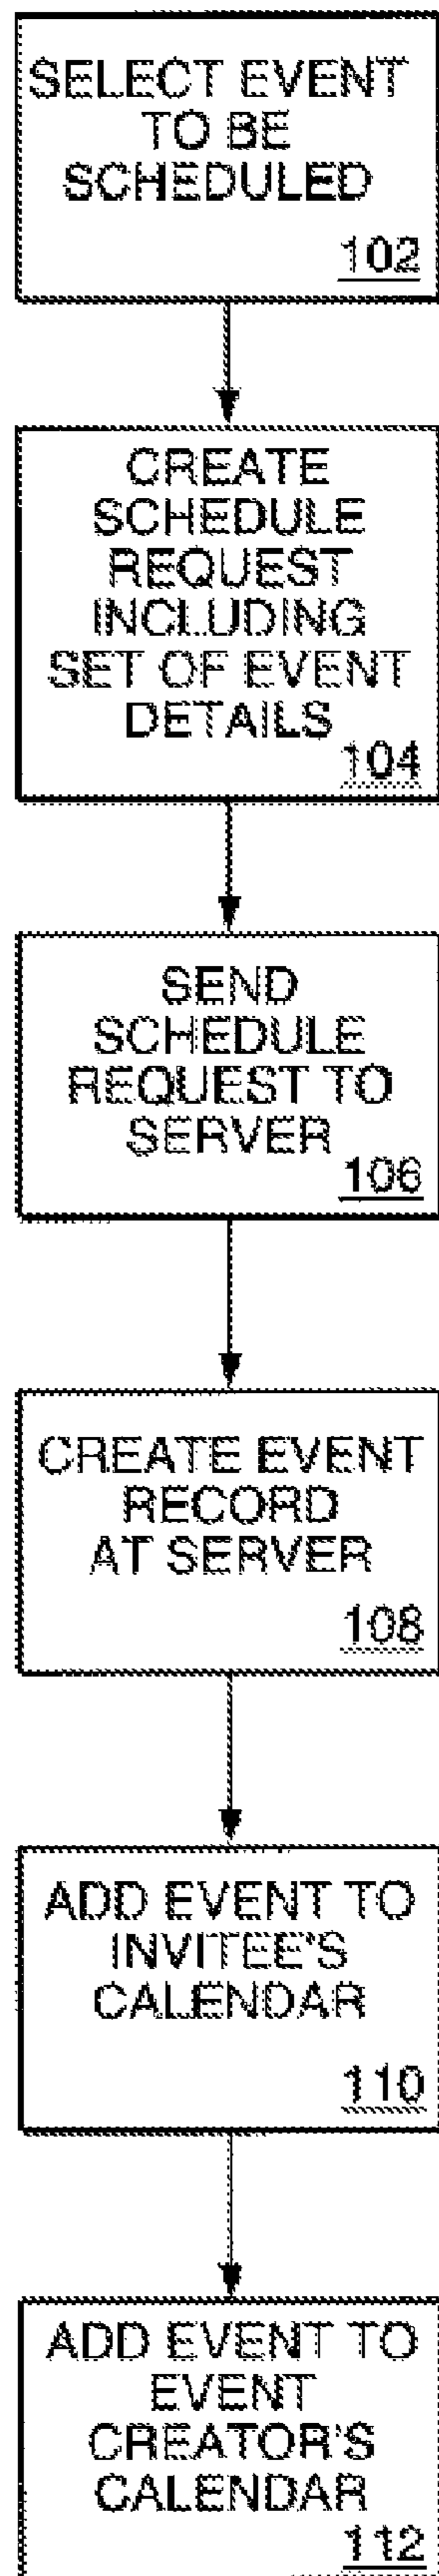 SELECT EVENT
TO BE
SCHEDULED
102
CREATE
SCHEDULE
REQUEST
INCLUDING
SET OF EVENT
DETAILS
104
SEND
SCHEDULE
REQUEST TO
SERVER
106
CREATE EVENT
RECORD
AT SERVER
108
ADD EVENT TO
INVITEE'S
CALENDAR
110
ADD EVENT TO
EVENT
CREATOR'S
CALENDAR
112